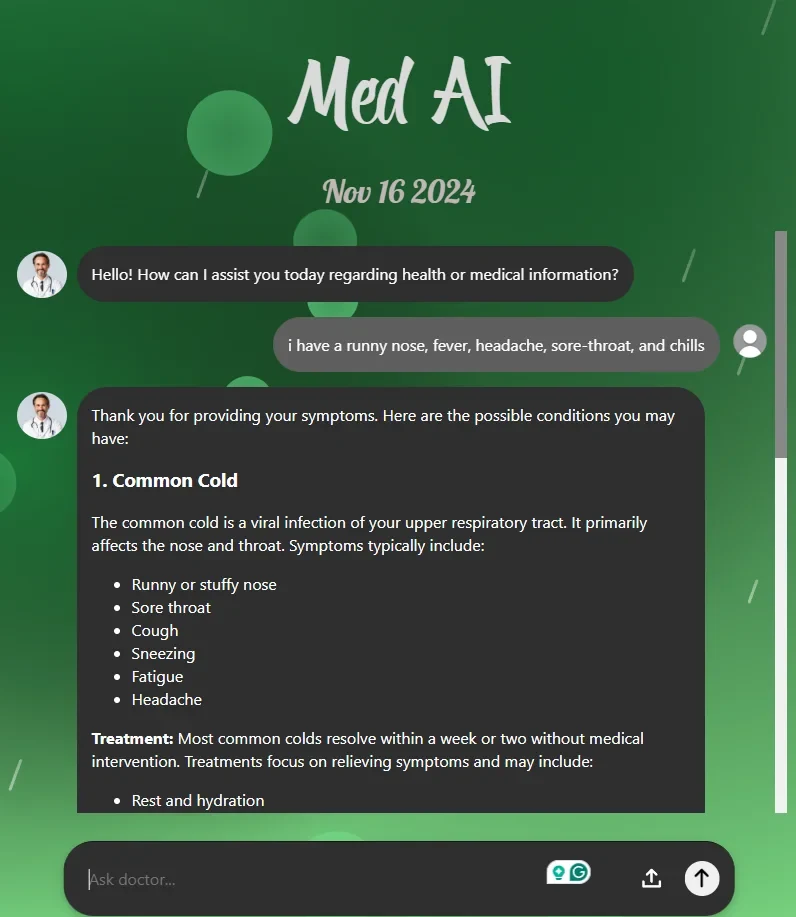 Med AI
Nov 16 2024
Hello! How can I assist you today regarding health or medical information?
i have a runny nose, fever, headache, sore-throat, and chills
Thank you for providing your symptoms. Here are the possible conditions you may
have:
1. Common Cold
The common cold is a viral infection of your upper respiratory tract. It primarily
affects the nose and throat. Symptoms typically include:
• Runny or stuffy nose
• Sore throat
• Cough
• Sneezing
• Fatigue
• Headache
Treatment: Most common colds resolve within a week or two without medical
intervention. Treatments focus on relieving symptoms and may include:
• Rest and hydration
Ask doctor...